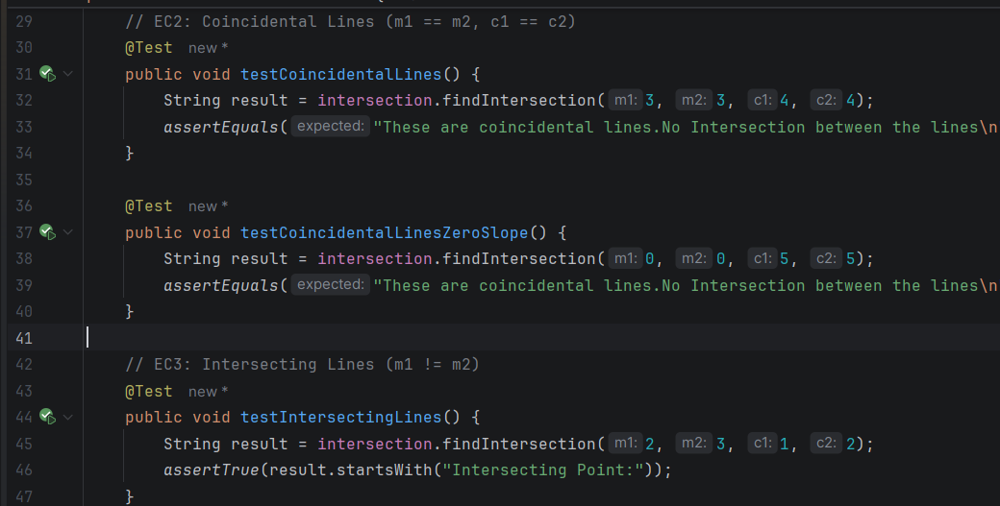 29 // EC2: Coincidental Lines (m1 == m2, c1 == c2)
30 @Test new *
31 public void testCoincidentalLines() {
32 String result = intersection.findIntersection( m1: 3, m2: 3, c1: 4, c2: 4);
33 assertEquals( expected: "These are coincidental lines.No Intersection between the lines\n
34 }
35
36 @Test new *
37 public void testCoincidentalLinesZeroSlope() {
38 String result = intersection.findIntersection( m1: 0, m2: 0, c1: 5, c2: 5);
39 assertEquals( expected: "These are coincidental lines.No Intersection between the lines\n
40 }
41
42 // EC3: Intersecting Lines (m1 != m2)
43 @Test new *
44 public void testIntersectingLines() {
45 String result = intersection.findIntersection( m1: 2, m2: 3, c1: 1, c2: 2);
46 assertTrue(result.startsWith("Intersecting Point:"));
47 }